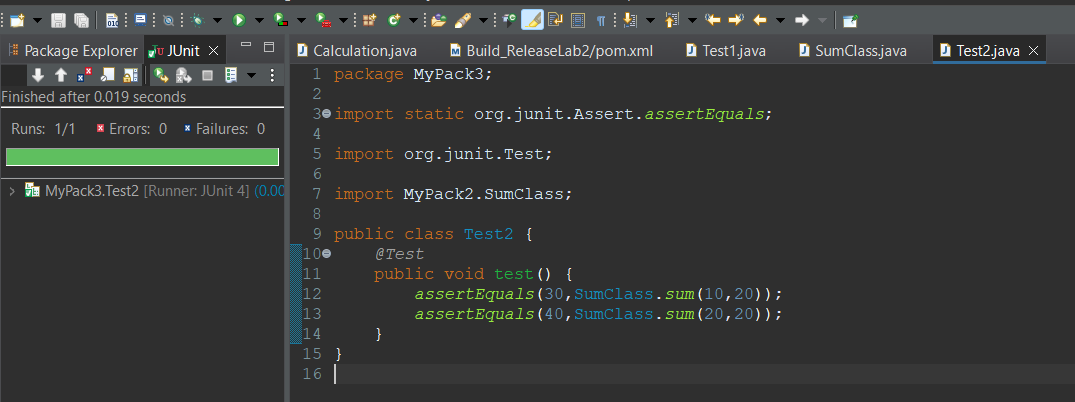 Package Explorer
JUnit
Calculation.java
Build_ReleaseLab2/pom.xml
Test1.java
SumClass.java
Test2.java
Finished after 0.019 seconds
Runs: 1/1
Errors: 0
Failures: 0
MyPack3.Test2 [Runner: JUnit 4] (0.00
1 package MyPack3;
2
3 import static org.junit.Assert.assertEquals;
4
5 import org.junit.Test;
6
7 import MyPack2.SumClass;
8
9 public class Test2 {
10 @Test
11 public void test() {
12 assertEquals(30,SumClass.sum(10,20));
13 assertEquals(40,SumClass.sum(20,20));
14 }
15 }
16